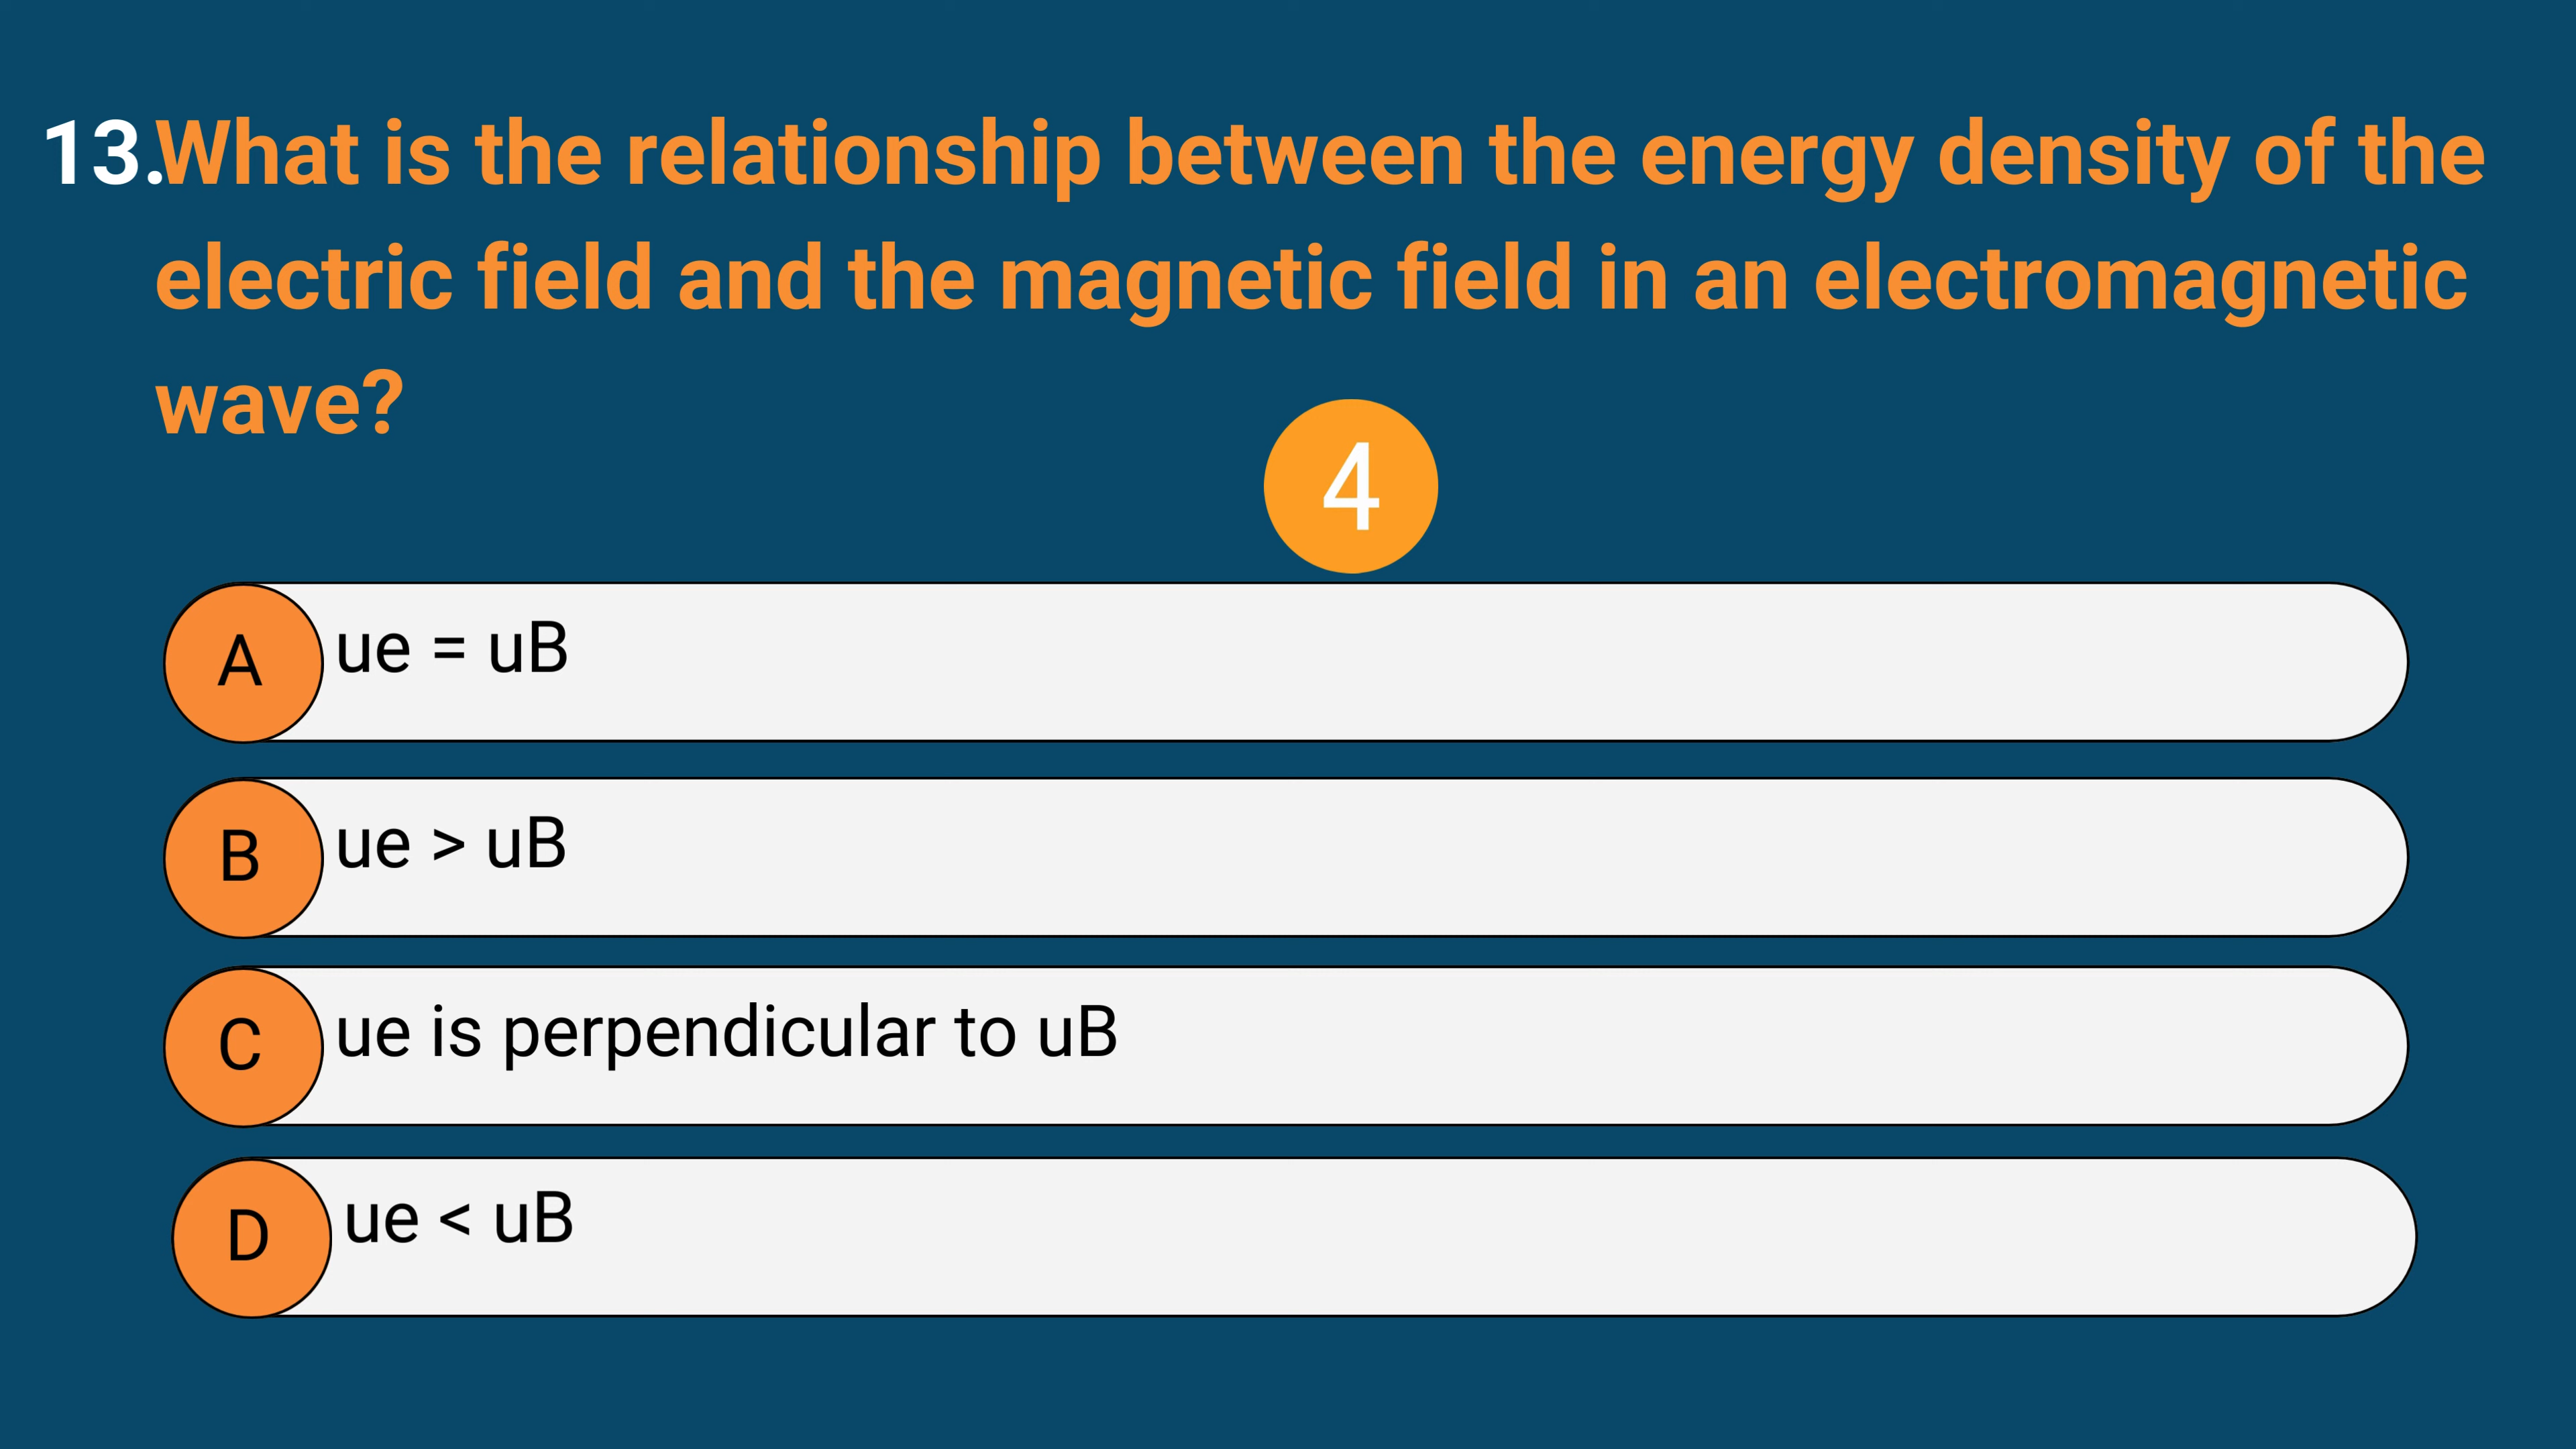 13.What is the relationship between the energy density of the
electric field and the magnetic field in an electromagnetic
wave?
4
A ue = uB
B ue > uB
C ue is perpendicular to uB
D ue < uB